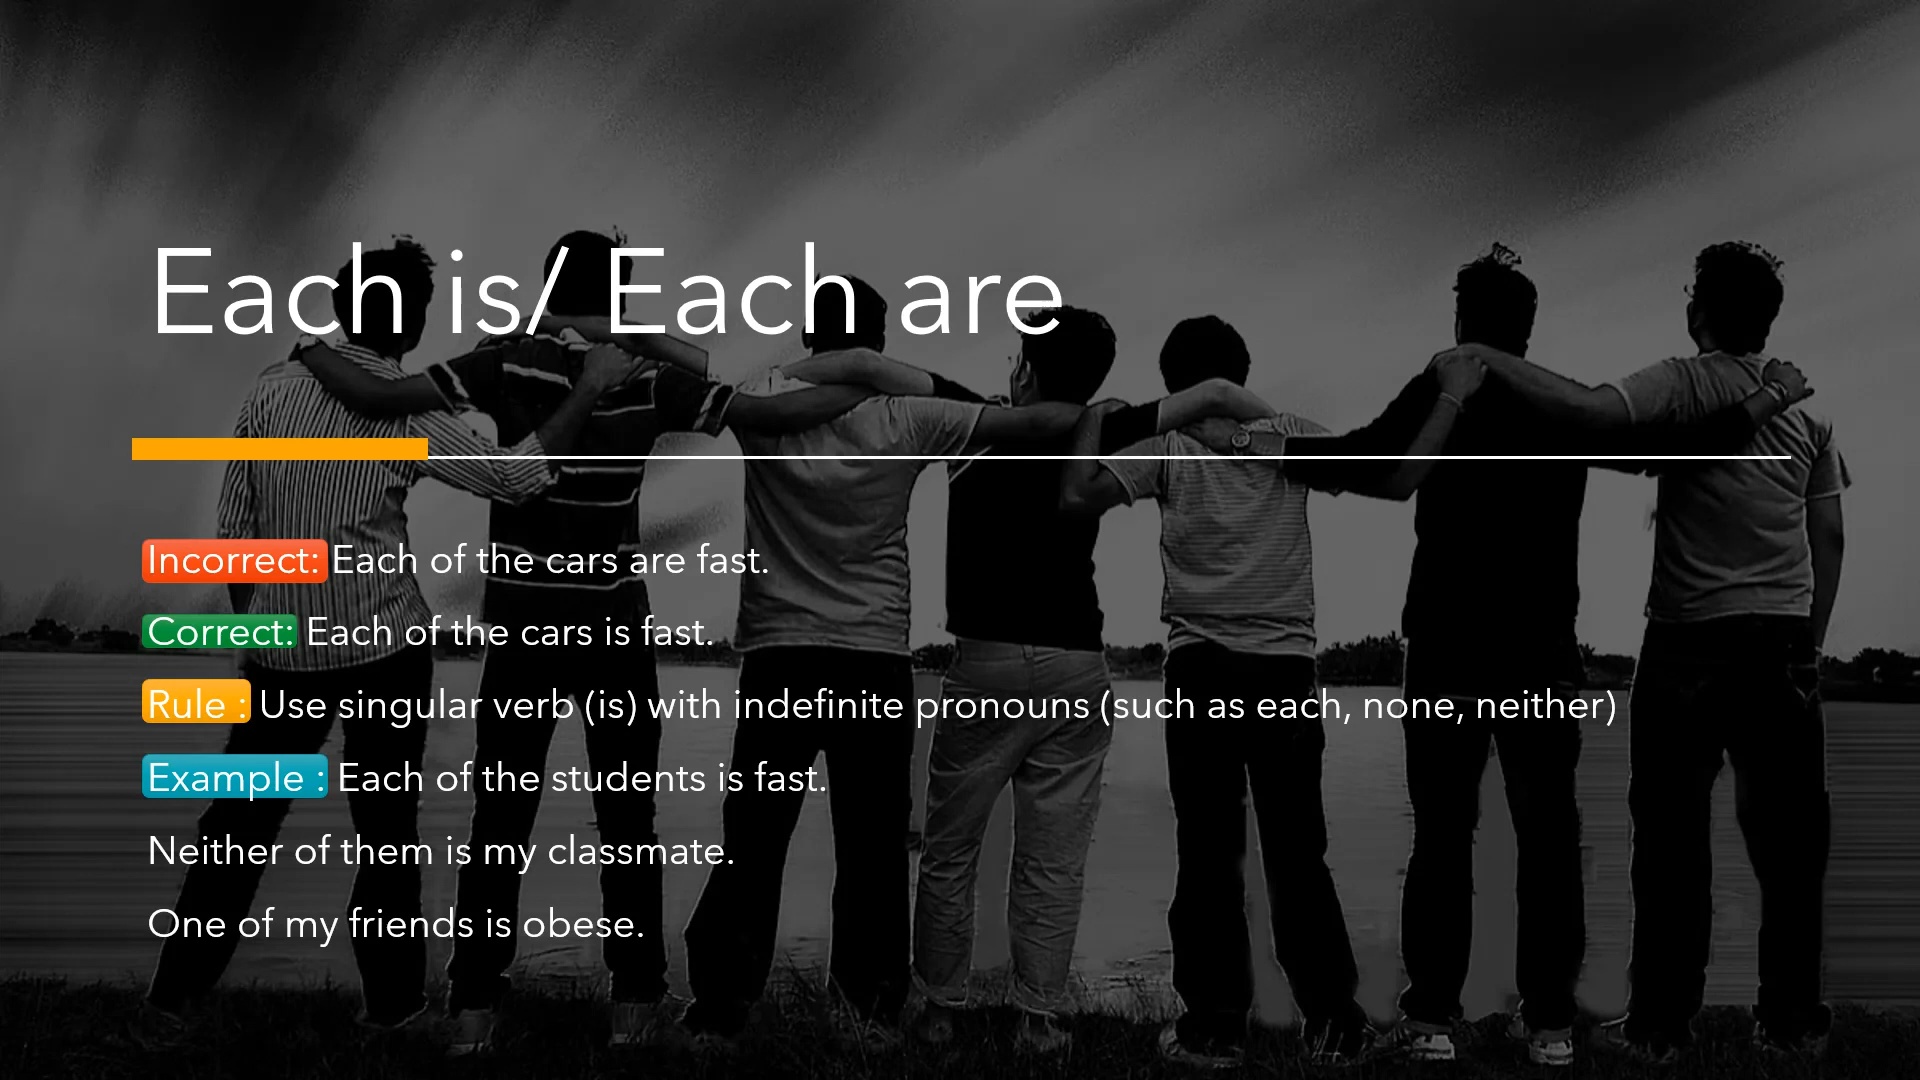 Each is/ Each are
Incorrect: Each of the cars are fast.
Correct: Each of the cars is fast.
Rule : Use singular verb (is) with indefinite pronouns (such as each, none, neither)
Example : Each of the students is fast.
Neither of them is my classmate.
One of my friends is obese.